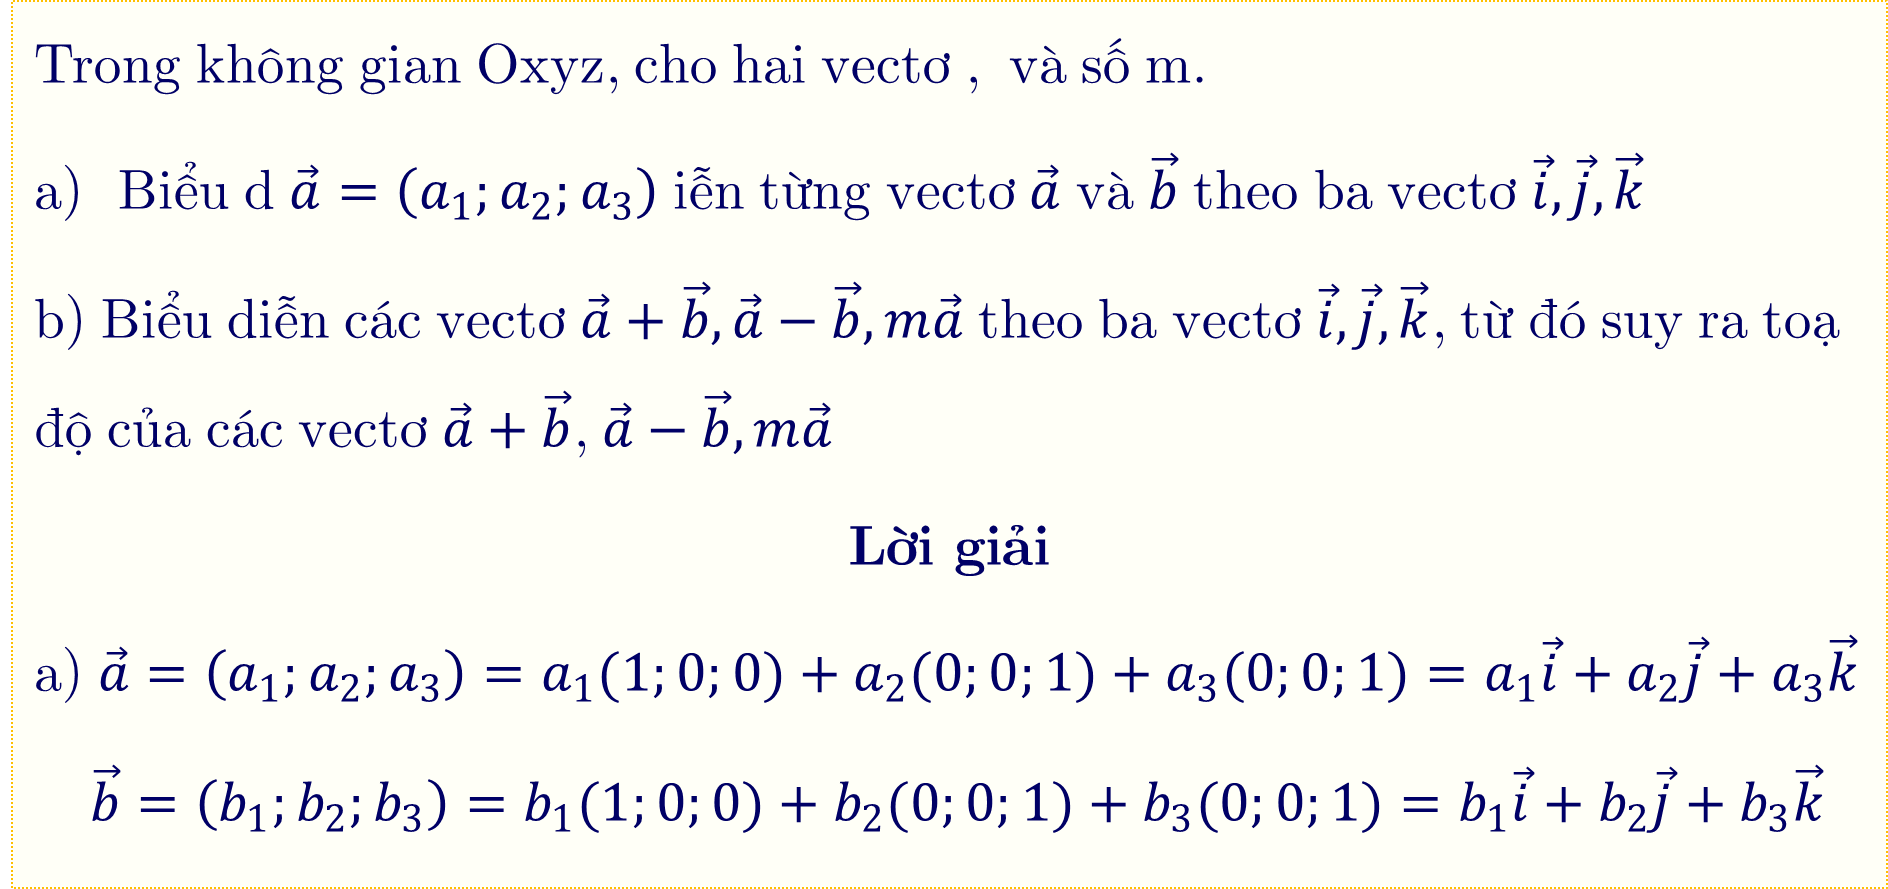 Trong không gian Oxyz, cho hai vectơ , và số m.
a) Biểu d $\vec{a} = (a_1; a_2; a_3)$ iễn từng vectơ $\vec{a}$ và $\vec{b}$ theo ba vectơ $\vec{i}, \vec{j}, \vec{k}$
b) Biểu diễn các vectơ $\vec{a} + \vec{b}, \vec{a} - \vec{b}, m\vec{a}$ theo ba vectơ $\vec{i}, \vec{j}, \vec{k}$, từ đó suy ra toạ
độ của các vectơ $\vec{a} + \vec{b}$, $\vec{a} - \vec{b}, m\vec{a}$
Lời giải
a) $\vec{a} = (a_1; a_2; a_3) = a_1(1; 0; 0) + a_2(0; 0; 1) + a_3(0; 0; 1) = a_1\vec{i} + a_2\vec{j} + a_3\vec{k}$
$\vec{b} = (b_1; b_2; b_3) = b_1(1; 0; 0) + b_2(0; 0; 1) + b_3(0; 0; 1) = b_1\vec{i} + b_2\vec{j} + b_3\vec{k}$